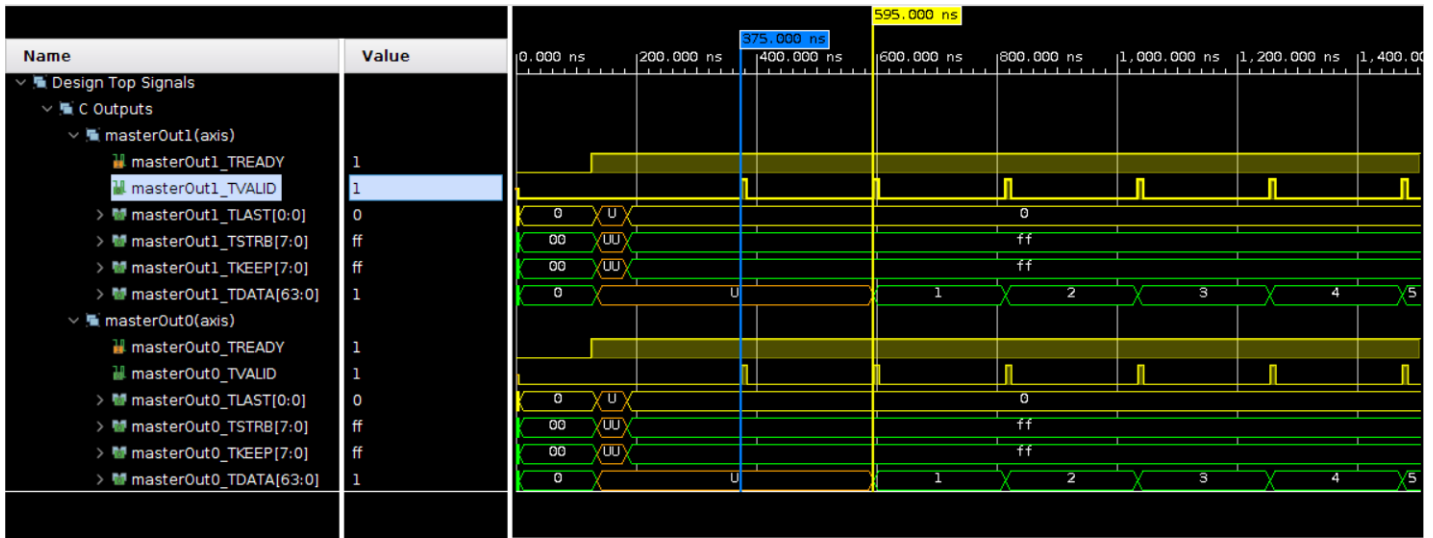 595.000 ns
375.000 ns
Name Value 0.000 ns 200.000 ns 400.000 ns 600.000 ns 800.000 ns 1,000.000 ns 1,200.000 ns 1,400.00
Design Top Signals
C Outputs
masterOut1(axis)
masterOut1_TREADY 1
masterOut1_TVALID 1
masterOut1_TLAST[0:0] 0 0 U 0
masterOut1_TSTRB[7:0] ff 00 UU ff
masterOut1_TKEEP[7:0] ff 00 UU ff
masterOut1_TDATA[63:0] 1 0 U 1 2 3 4 5
masterOut0(axis)
masterOut0_TREADY 1
masterOut0_TVALID 1
masterOut0_TLAST[0:0] 0 0 U 0
masterOut0_TSTRB[7:0] ff 00 UU ff
masterOut0_TKEEP[7:0] ff 00 UU ff
masterOut0_TDATA[63:0] 1 0 U 1 2 3 4 5